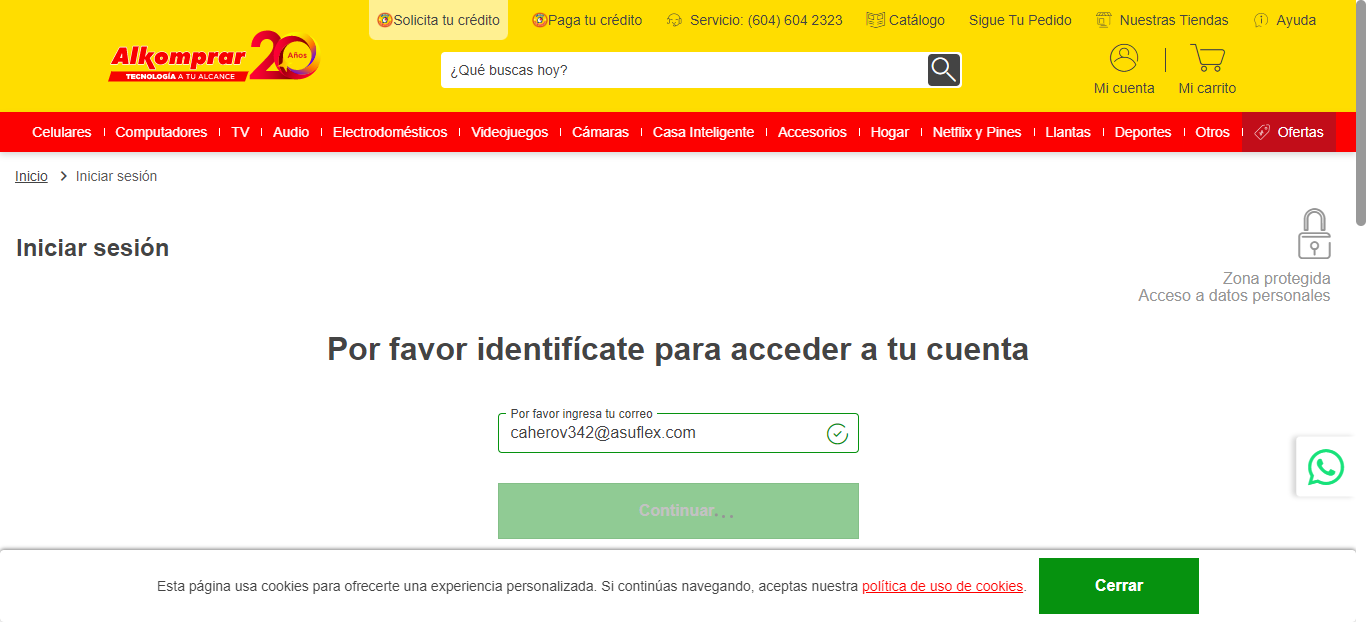 Solicita tu crédito
Paga tu crédito
Servicio: (604) 604 2323
Catálogo
Sigue Tu Pedido
Nuestras Tiendas
Ayuda
Alkomprar 20 Años
TECNOLOGÍA A TU ALCANCE
¿Qué buscas hoy?
Mi cuenta
Mi carrito
Celulares
Computadores
TV
Audio
Electrodomésticos
Videojuegos
Cámaras
Casa Inteligente
Accesorios
Hogar
Netflix y Pines
Llantas
Deportes
Otros
Ofertas
Inicio
Iniciar sesión
Iniciar sesión
Zona protegida
Acceso a datos personales
Por favor identifícate para acceder a tu cuenta
Por favor ingresa tu correo
caherov342@asuflex.com
Continuar...
Esta página usa cookies para ofrecerte una experiencia personalizada. Si continúas navegando, aceptas nuestra política de uso de cookies.
Cerrar